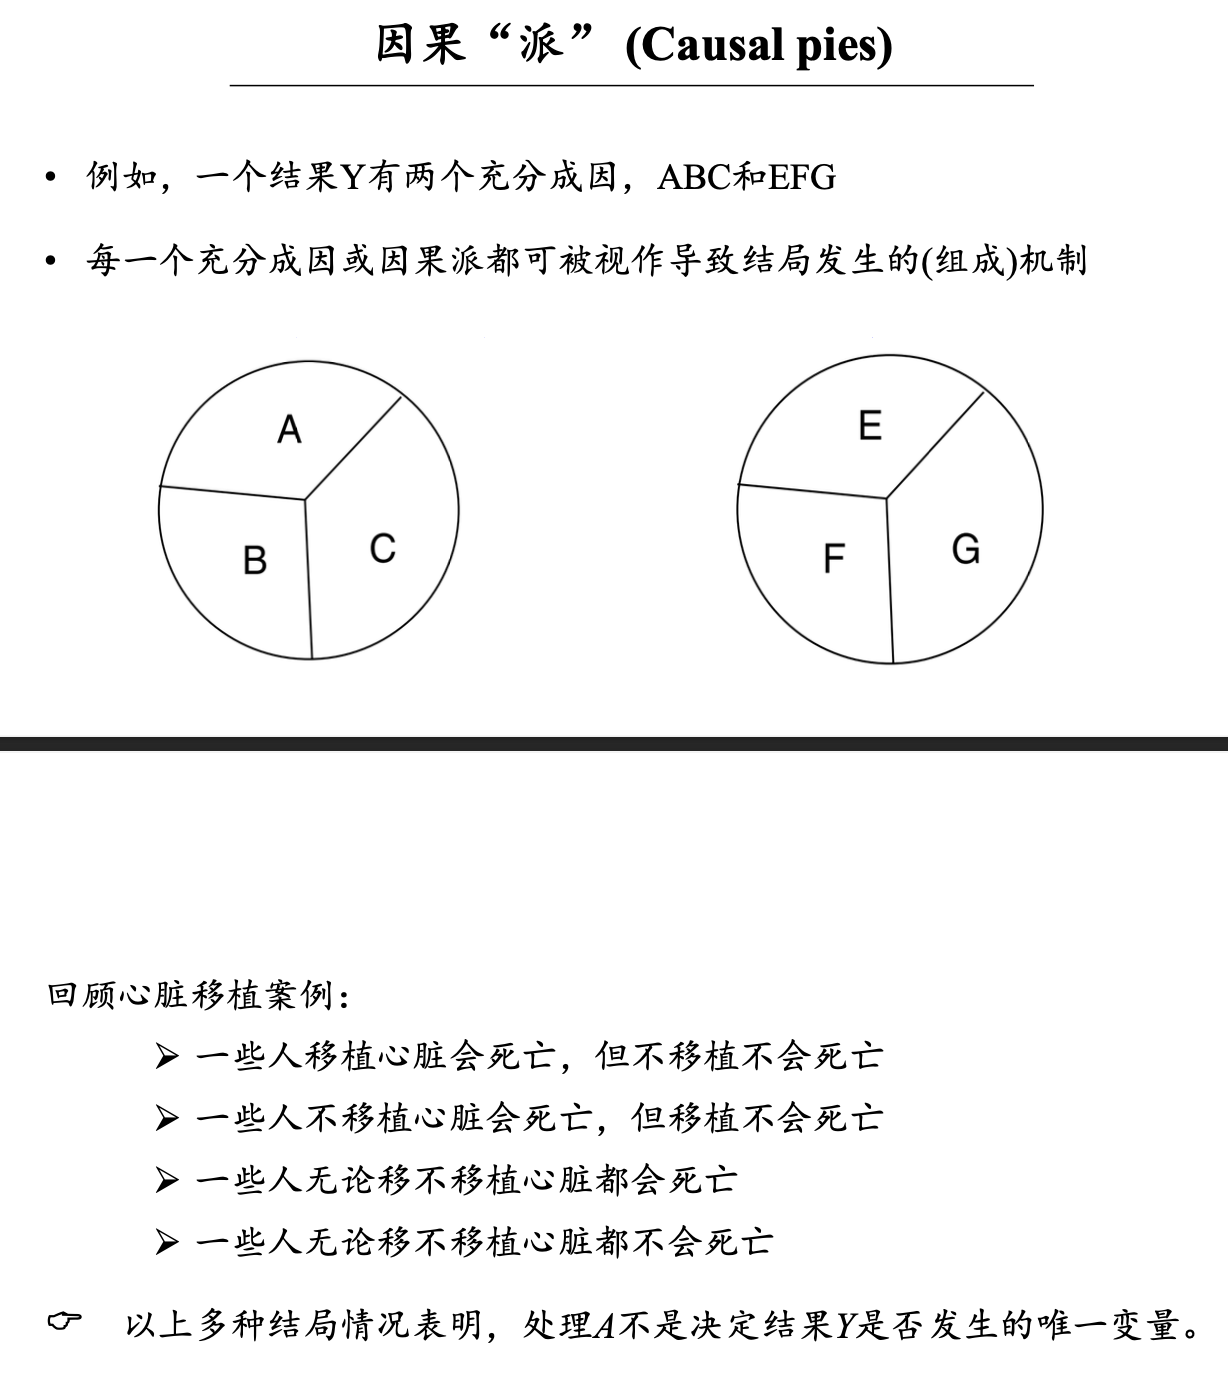 因果“派” (Causal pies)
• 例如，一个结果Y有两个充分成因，ABC和EFG
• 每一个充分成因或因果派都可被视作导致结局发生的(组成)机制
A
B
C
E
F
G
回顾心脏移植案例：
➢ 一些人移植心脏会死亡，但不移植不会死亡
➢ 一些人不移植心脏会死亡，但移植不会死亡
➢ 一些人无论移不移植心脏都会死亡
➢ 一些人无论移不移植心脏都不会死亡
☞ 以上多种结局情况表明，处理A不是决定结果Y是否发生的唯一变量。